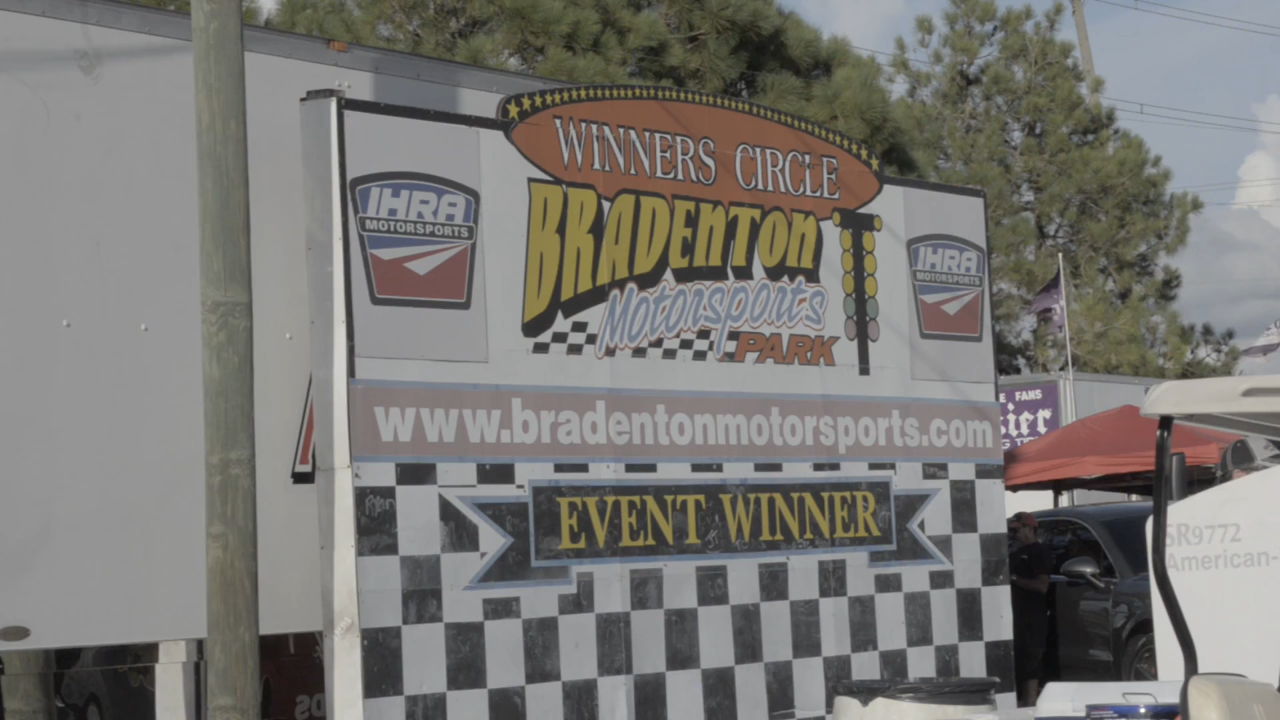 WINNERS CIRCLE
IHRA
MOTORSPORTS
BRADENTON
Motorsports
PARK
IHRA
MOTORSPORTS
www.bradentonmotorsports.com
EVENT WINNER
FANS
SR9772
American-